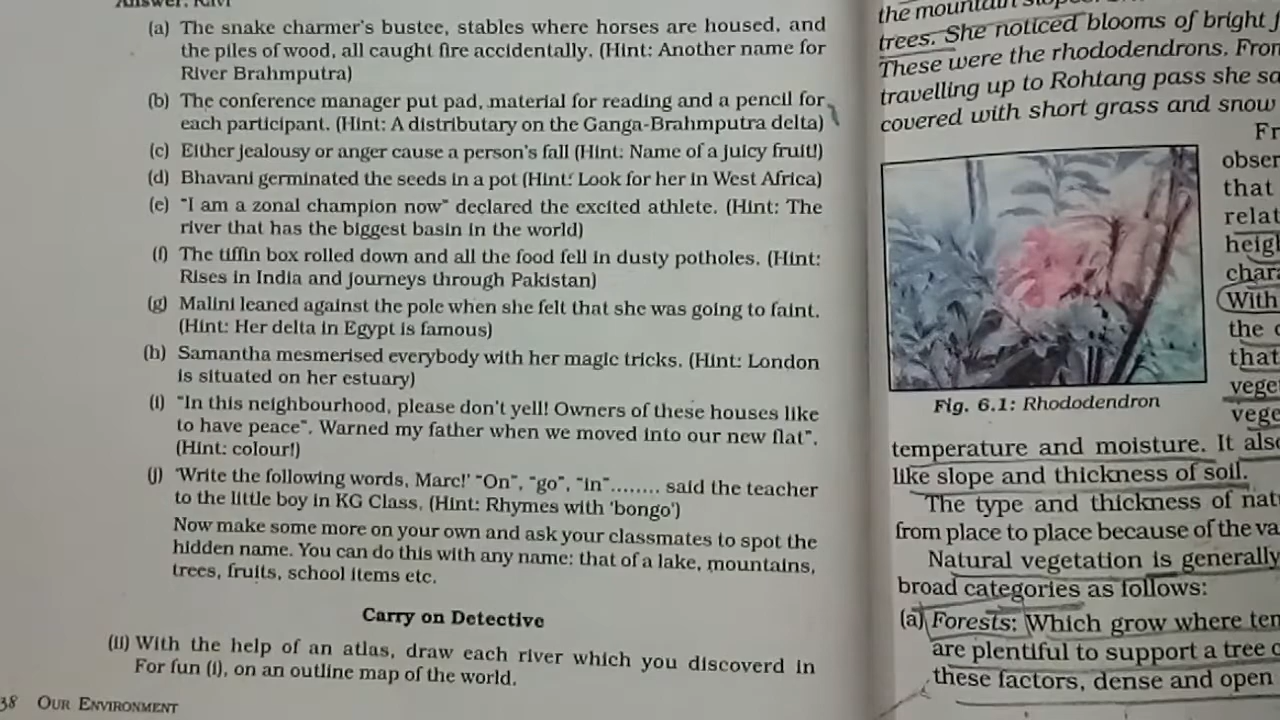 (a) The snake charmer's bustee, stables where horses are housed, and
the piles of wood, all caught fire accidentally. (Hint: Another name for
River Brahmputra)
(b) The conference manager put pad, material for reading and a pencil for
each participant. (Hint: A distributary on the Ganga-Brahmputra delta)
(c) Either jealousy or anger cause a person's fall (Hint: Name of a juicy fruit!)
(d) Bhavani germinated the seeds in a pot (Hint: Look for her in West Africa)
(e) "I am a zonal champion now" declared the excited athlete. (Hint: The
river that has the biggest basin in the world)
(f) The tiffin box rolled down and all the food fell in dusty potholes. (Hint:
Rises in India and journeys through Pakistan)
(g) Malini leaned against the pole when she felt that she was going to faint.
(Hint: Her delta in Egypt is famous)
(h) Samantha mesmerised everybody with her magic tricks. (Hint: London
is situated on her estuary)
(i) "In this neighbourhood, please don't yell! Owners of these houses like
to have peace". Warned my father when we moved into our new flat".
(Hint: colour!)
(j) 'Write the following words, Marc!' "On", "go", "in"........ said the teacher
to the little boy in KG Class. (Hint: Rhymes with 'bongo')
Now make some more on your own and ask your classmates to spot the
hidden name. You can do this with any name: that of a lake, mountains,
trees, fruits, school items etc.
Carry on Detective
(ii) With the help of an atlas, draw each river which you discoverd in
For fun (i), on an outline map of the world.
38 OUR ENVIRONMENT
the mountain
trees. She noticed blooms of bright
These were the rhododendrons. From
travelling up to Rohtang pass she
covered with short grass and snow
that
With
the
that
Fig. 6.1: Rhododendron
temperature and moisture. It also
like slope and thickness of soil.
The type and thickness of
from place to place because of the
Natural vegetation is generally
broad categories as follows:
(a) Forests: Which grow where
are plentiful to support a tree
these factors, dense and open